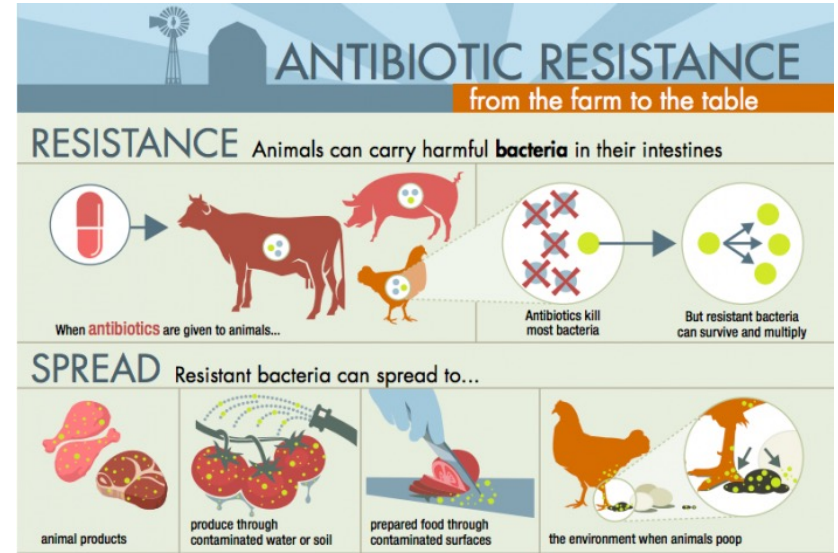 ANTIBIOTIC RESISTANCE
from the farm to the table
RESISTANCE Animals can carry harmful bacteria in their intestines
When antibiotics are given to animals...
Antibiotics kill
most bacteria
But resistant bacteria
can survive and multiply
SPREAD Resistant bacteria can spread to...
animal products
produce through
contaminated water or soil
prepared food through
contaminated surfaces
the environment when animals poop